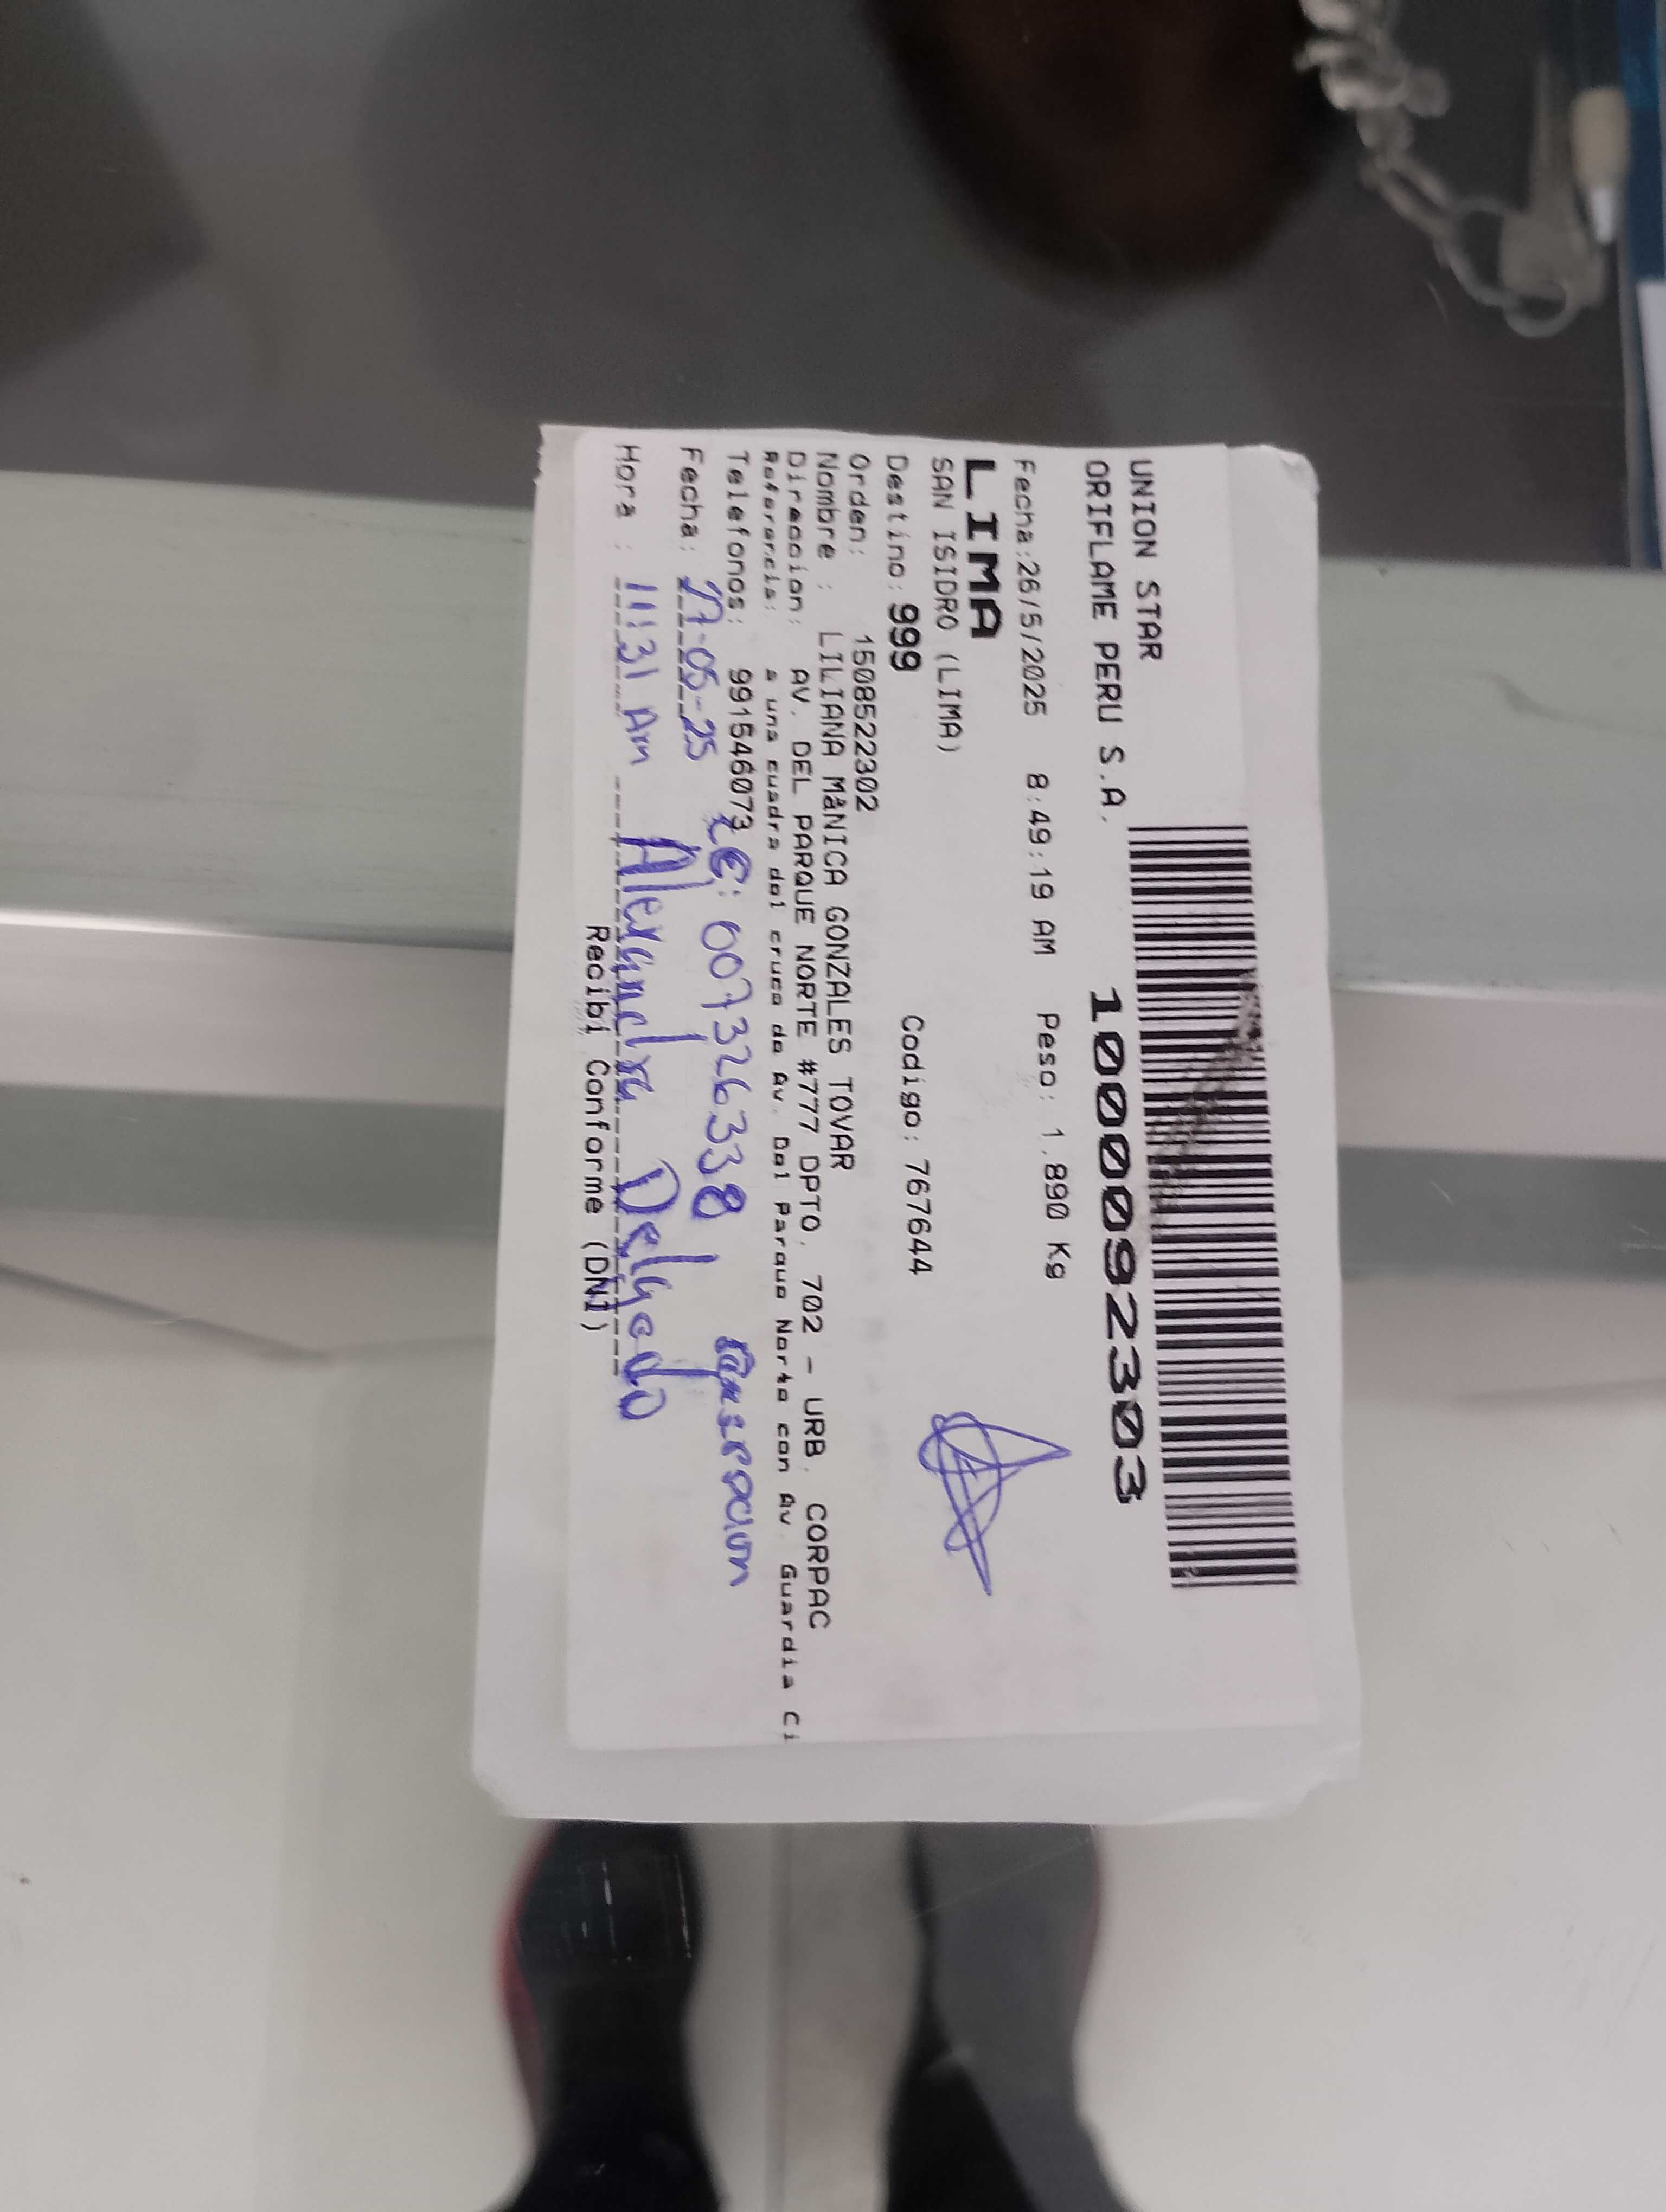 UNION STAR
ORIFLAME PERU S.A.
1000092303
Fecha:26/5/2025 8:49:19 AM Peso: 1.890 Kg
LIMA
SAN ISIDRO (LIMA)
Destino: 999 Codigo: 767644
Orden: 1508522302
Nombre : LILIANA MàNICA GONZALES TOVAR
Direccion: AV. DEL PARQUE NORTE #777 DPTO. 702 - URB. CORPAC
Referencia: a una cuadra del cruce de Av. Del Parque Norte con Av. Guardia Ci
Telefonos: 991546073
Fecha: 27-05-25 CE: 007326338
Hora : 11:31 Am Alexandra Delgado
Recibi Conforme (DNI)